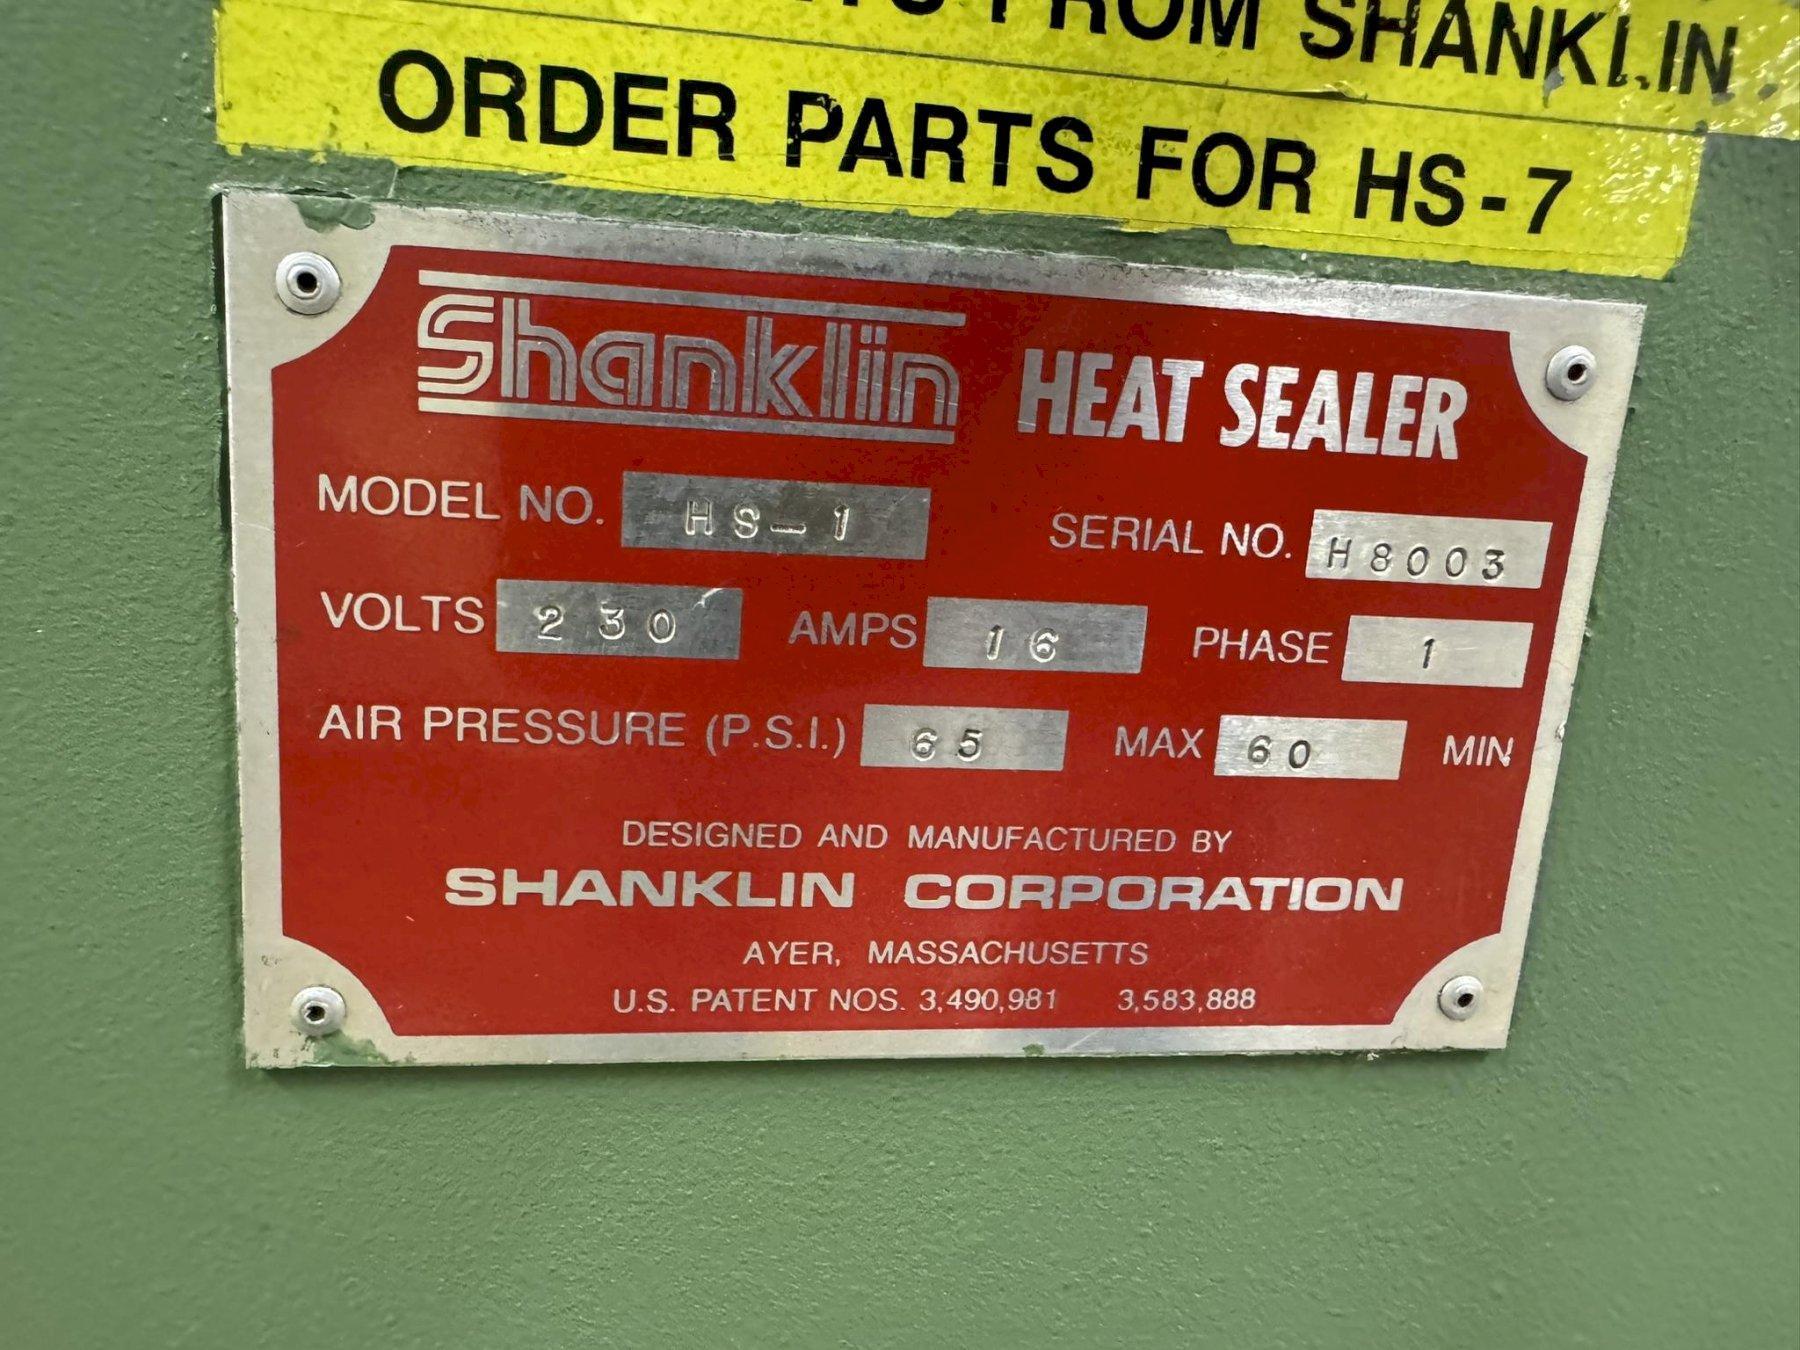 FROM SHANKLIN.
ORDER PARTS FOR HS-7
Shanklin HEAT SEALER
MODEL NO. HS-1 SERIAL NO. H8003
VOLTS 230 AMPS 16 PHASE 1
AIR PRESSURE (P.S.I.) 65 MAX 60 MIN
DESIGNED AND MANUFACTURED BY
SHANKLIN CORPORATION
AYER, MASSACHUSETTS
U.S. PATENT NOS. 3,490,981 3,583,888